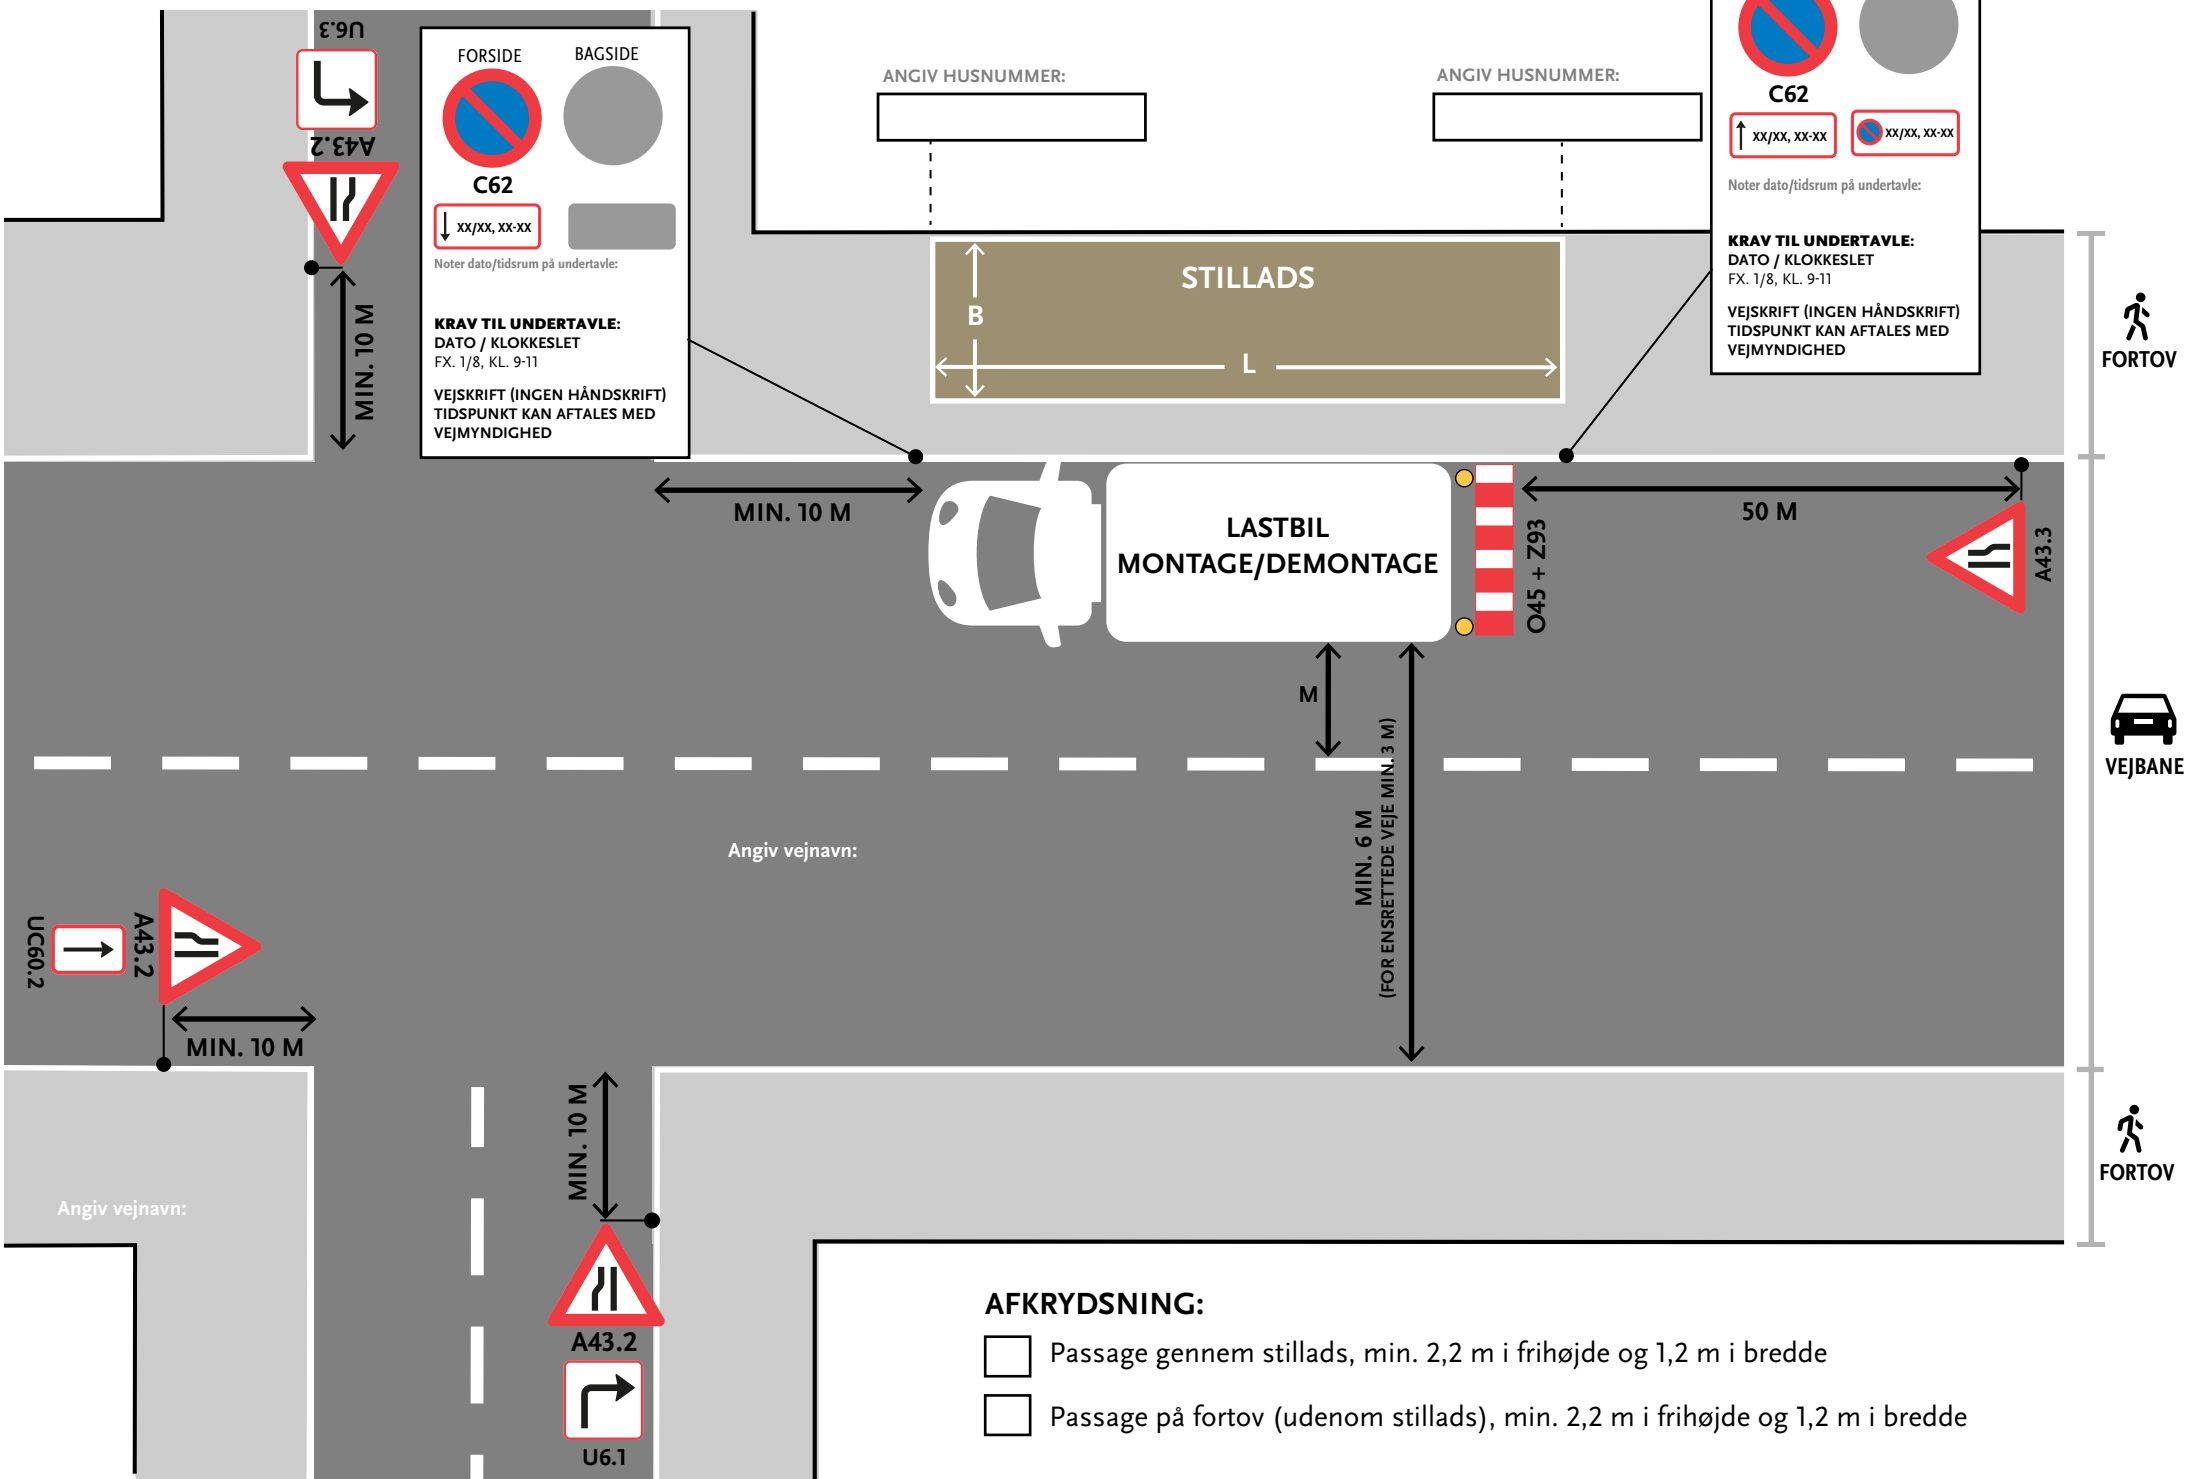 U6.3
A43.2
MIN. 10 M
FORSIDE
BAGSIDE
C62
xx/xx, xx-xx
Noter dato/tidsrum på undertavle:
KRAV TIL UNDERTAVLE:
DATO / KLOKKESLET
FX. 1/8, KL. 9-11
VEJSKRIFT (INGEN HÅNDSKRIFT)
TIDSPUNKT KAN AFTALES MED
VEJMYNDIGHED
ANGIV HUSNUMMER:
ANGIV HUSNUMMER:
C62
xx/xx, xx-xx
xx/xx, xx-xx
Noter dato/tidsrum på undertavle:
KRAV TIL UNDERTAVLE:
DATO / KLOKKESLET
FX. 1/8, KL. 9-11
VEJSKRIFT (INGEN HÅNDSKRIFT)
TIDSPUNKT KAN AFTALES MED
VEJMYNDIGHED
STILLADS
B
L
FORTOV
MIN. 10 M
LASTBIL
MONTAGE/DEMONTAGE
O45 + Z93
50 M
A43.3
M
MIN. 6 M
(FOR ENSRETTEDE VEJE MIN. 3 M)
VEJBANE
Angiv vejnavn:
UC60.2
A43.2
MIN. 10 M
MIN. 10 M
FORTOV
Angiv vejnavn:
A43.2
U6.1
AFKRYDSNING:
Passage gennem stillads, min. 2,2 m i frihøjde og 1,2 m i bredde
Passage på fortov (udenom stillads), min. 2,2 m i frihøjde og 1,2 m i bredde